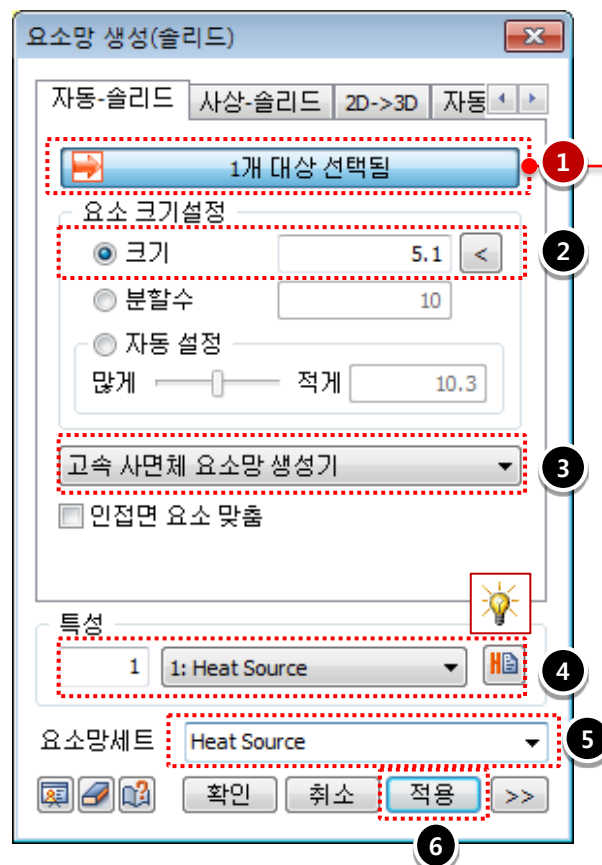 요소망 생성(솔리드)
자동-솔리드 사상-솔리드 2D->3D 자동
1개 대상 선택됨 1
요소 크기설정
크기 5.1 < 2
분할수 10
자동 설정
많게 적게 10.3
고속 사면체 요소망 생성기 3
인접면 요소 맞춤
특성
1 1: Heat Source 4
요소망세트 Heat Source 5
확인 취소 적용 >>
6